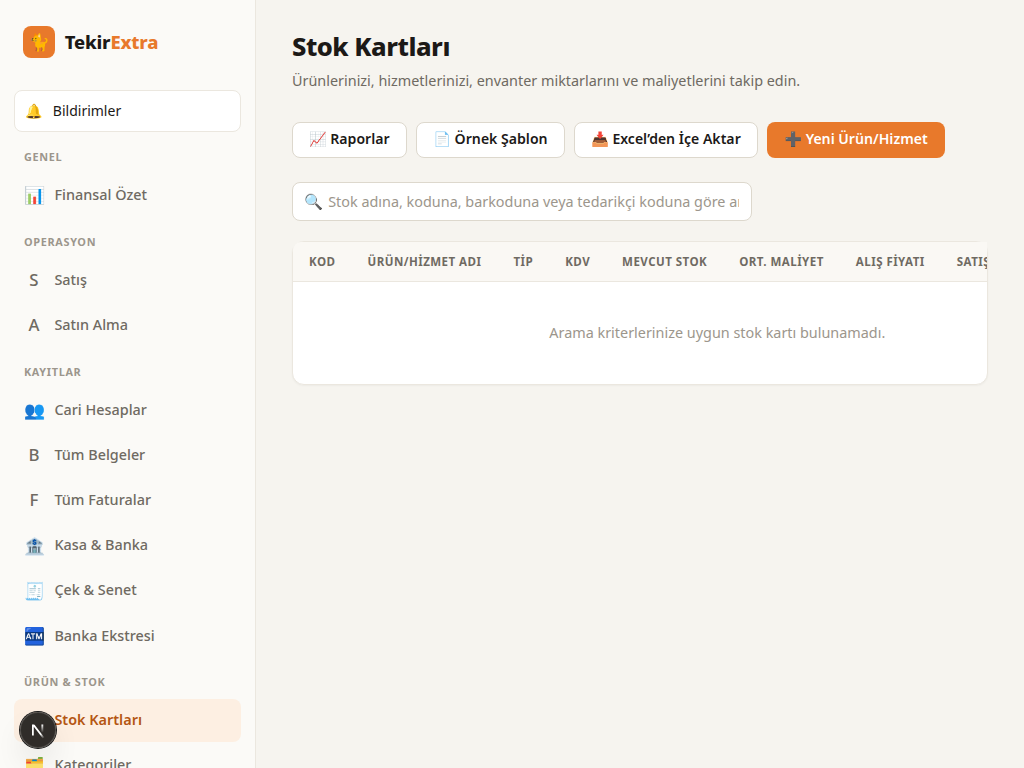 TekirExtra
Bildirimler
GENEL
Finansal Özet
OPERASYON
S Satış
A Satın Alma
KAYITLAR
Cari Hesaplar
B Tüm Belgeler
F Tüm Faturalar
Kasa & Banka
Çek & Senet
ATM Banka Ekstresi
ÜRÜN & STOK
Stok Kartları
N
Kategoriler
Stok Kartları
Ürünlerinizi, hizmetlerinizi, envanter miktarlarını ve maliyetlerini takip edin.
Raporlar Örnek Şablon Excel’den İçe Aktar Yeni Ürün/Hizmet
Stok adına, koduna, barkoduna veya tedarikçi koduna göre
KOD ÜRÜN/HİZMET ADI TİP KDV MEVCUT STOK ORT. MALİYET ALIŞ FİYATI SATIŞ
Arama kriterlerinize uygun stok kartı bulunamadı.